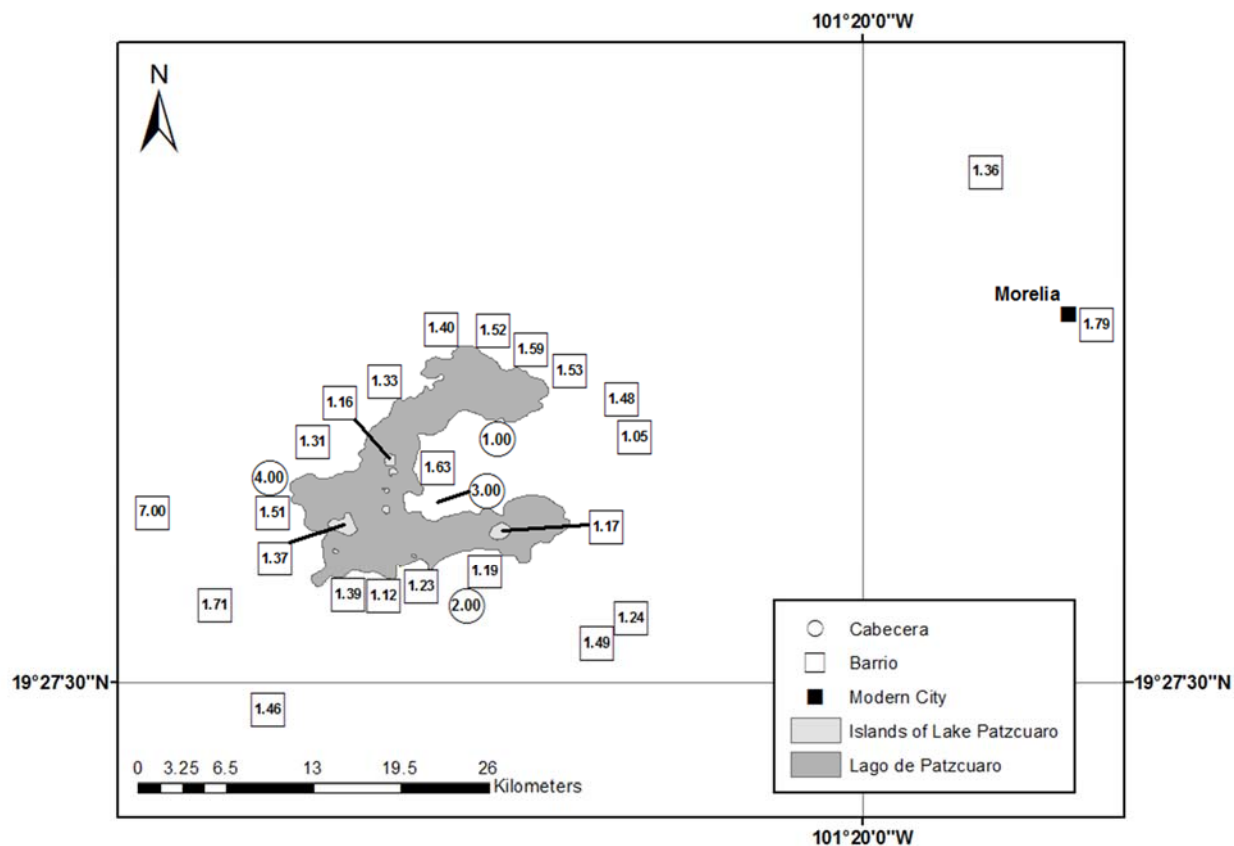 101°20'0"W
N
1.36
Morelia
1.79
1.40
1.52
1.59
1.53
1.33
1.48
1.16
1.05
1.31
1.00
1.63
4.00
3.00
7.00
1.51
1.17
1.37
1.19
1.23
1.39
1.12
2.00
1.71
1.24
1.49
Cabecera
Barrio
19°27'30"N
19°27'30"N
Modern City
1.46
Islands of Lake Patzcuaro
Lago de Patzcuaro
0 3.25 6.5 13 19.5 26
Kilometers
101°20'0"W